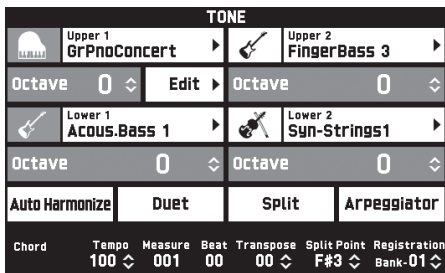 TONE
Upper 1
GrPnoConcert
Upper 2
FingerBass 3
Octave 0 Edit
Octave 0
Lower 1
Acous.Bass 1
Lower 2
Syn-Strings1
Octave 0
Octave 0
Auto Harmonize Duet Split Arpeggiator
Chord Tempo Measure Beat Transpose Split Point Registration
100 001 00 00 F#3 Bank-01